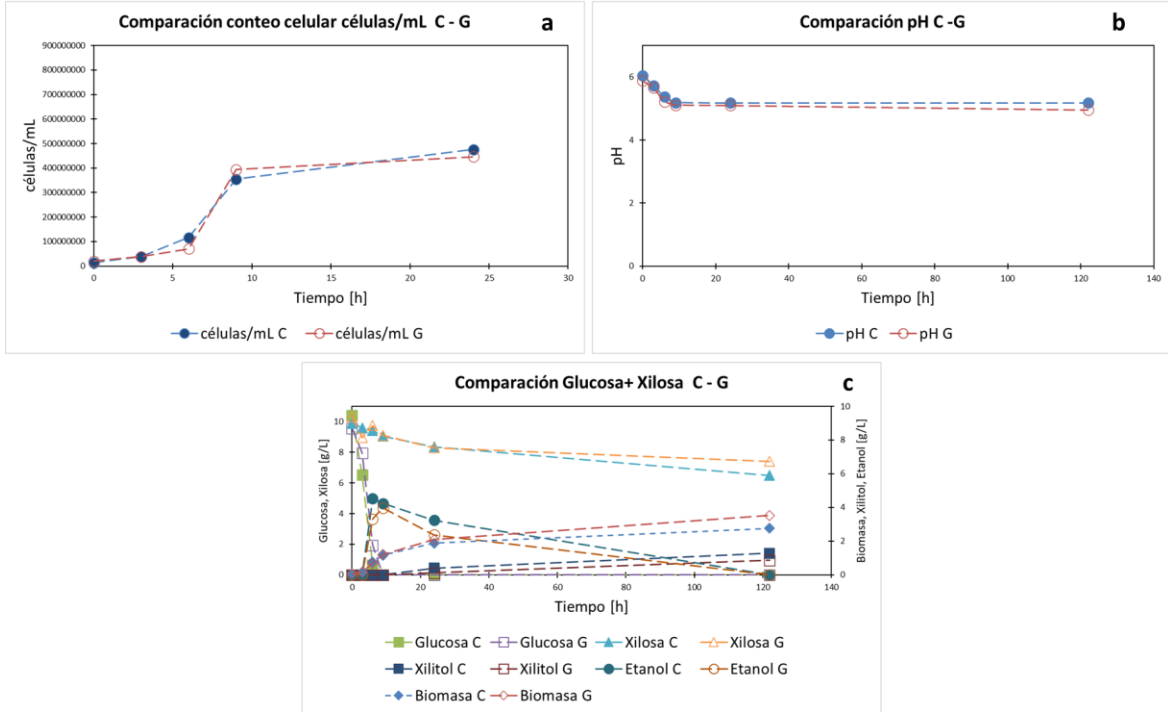 Comparación conteo celular células/mL C - G
a
900000000
800000000
700000000
600000000
500000000
400000000
300000000
200000000
100000000
0
células/mL
0 5 10 15 20 25 30
Tiempo [h]
células/mL C células/mL G
Comparación pH C -G
b
6
4
2
0
pH
0 20 40 60 80 100 120 140
Tiempo [h]
pH C pH G
Comparación Glucosa+ Xilosa C - G
c
10
8
6
4
2
0
Glucosa, Xilosa [g/L]
10
8
6
4
2
0
Biomasa, Xilitol, Etanol [g/L]
0 20 40 60 80 100 120 140
Tiempo [h]
Glucosa C Glucosa G Xilosa C Xilosa G
Xilitol C Xilitol G Etanol C Etanol G
Biomasa C Biomasa G